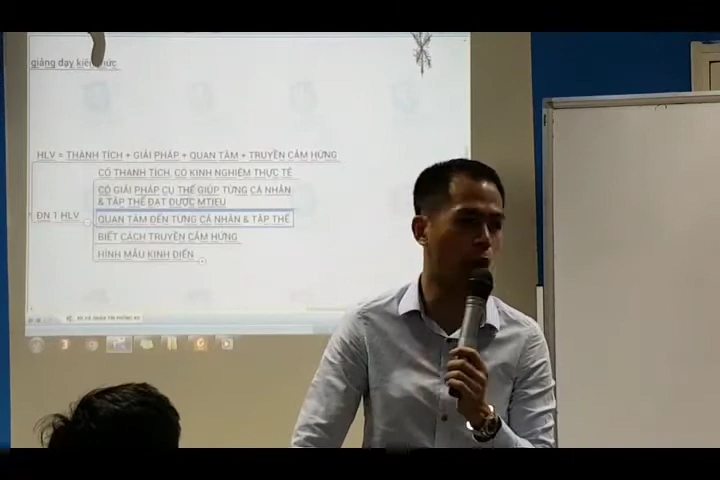 giảng dạy kiến thức
HLV = THÀNH TÍCH + GIẢI PHÁP + QUAN TÂM + TRUYỀN CẢM HỨNG
CÓ THÀNH TÍCH, CÓ KINH NGHIỆM THỰC TẾ
CÓ GIẢI PHÁP CỤ THỂ GIÚP TỪNG CÁ NHÂN
& TẬP THỂ ĐẠT ĐƯỢC MTIEU
ĐN 1 HLV
QUAN TÂM ĐẾN TỪNG CÁ NHÂN & TẬP THỂ
BIẾT CÁCH TRUYỀN CẢM HỨNG
HÌNH MẪU KINH ĐIỂN